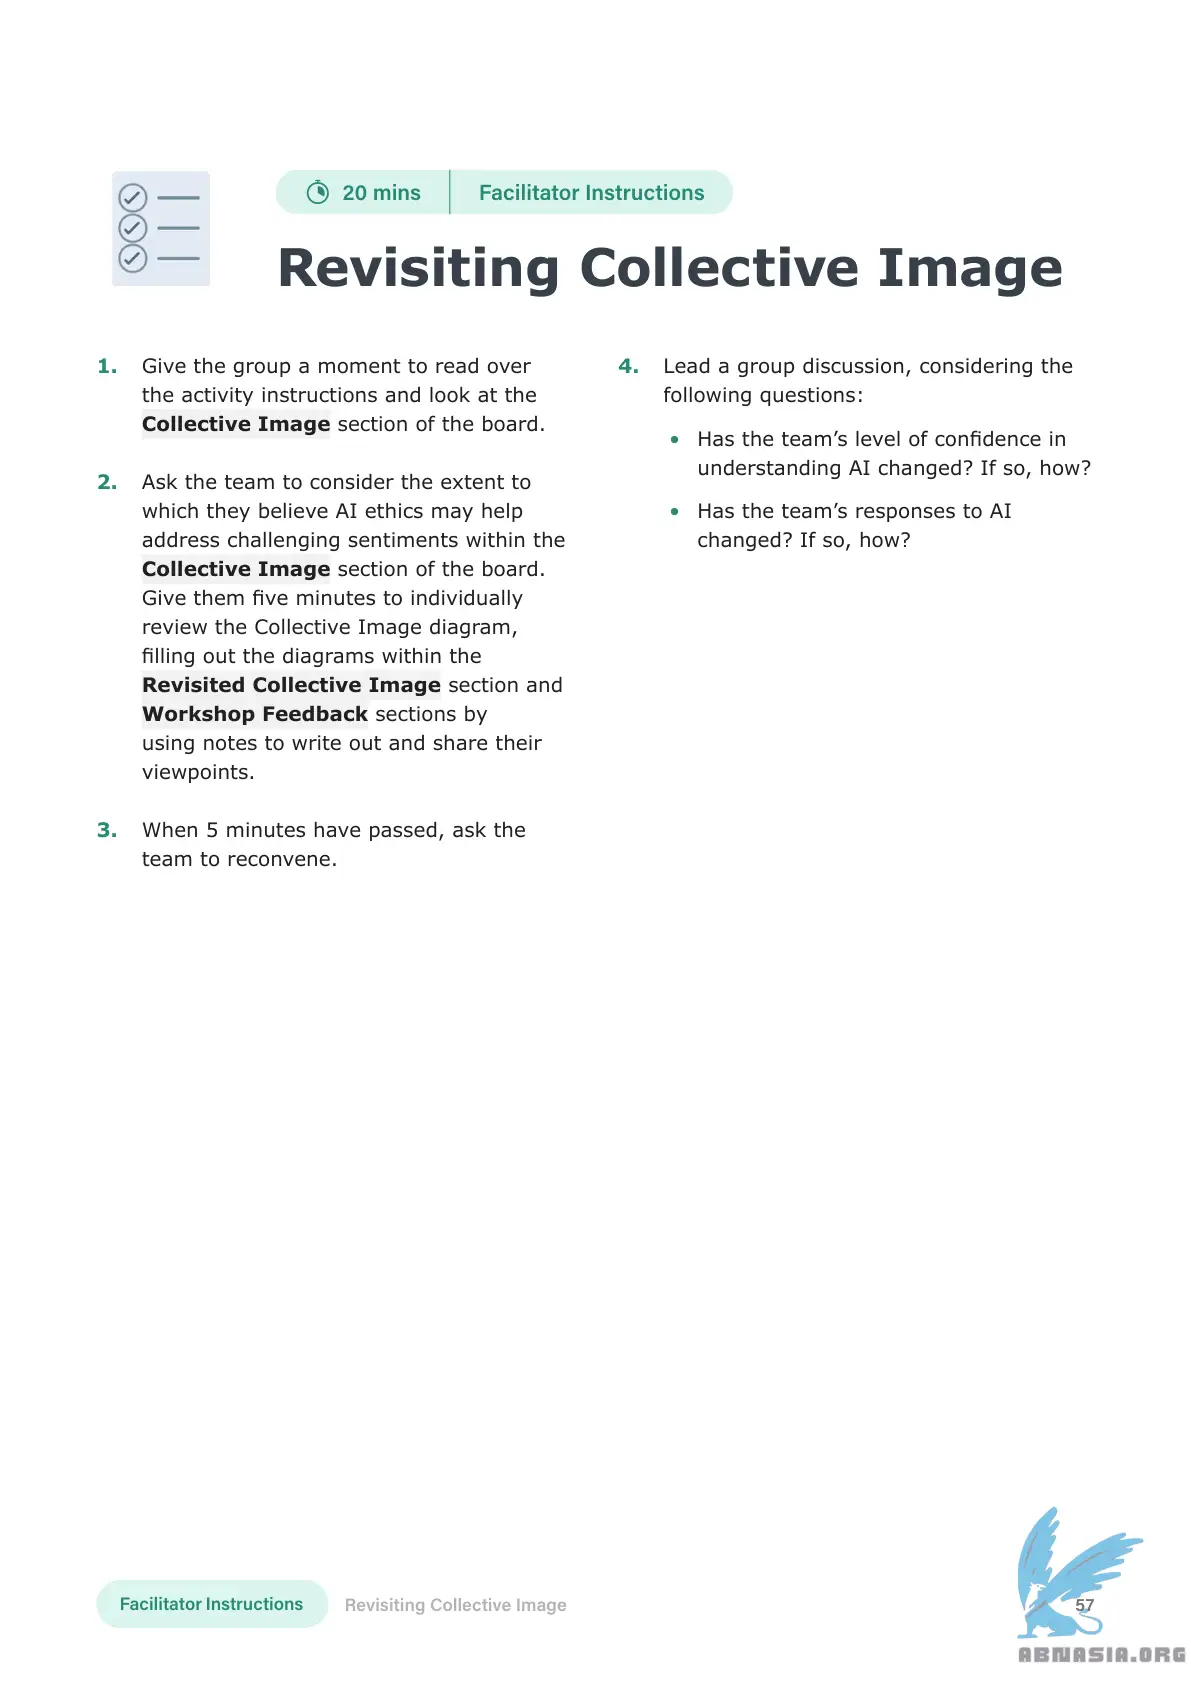 20 mins
Facilitator Instructions
Revisiting Collective Image
1. Give the group a moment to read over
the activity instructions and look at the
Collective Image section of the board.
2. Ask the team to consider the extent to
which they believe AI ethics may help
address challenging sentiments within the
Collective Image section of the board.
Give them five minutes to individually
review the Collective Image diagram,
filling out the diagrams within the
Revisited Collective Image section and
Workshop Feedback sections by
using notes to write out and share their
viewpoints.
3. When 5 minutes have passed, ask the
team to reconvene.
4. Lead a group discussion, considering the
following questions:
• Has the team’s level of confidence in
understanding AI changed? If so, how?
• Has the team’s responses to AI
changed? If so, how?
Facilitator Instructions
Revisiting Collective Image
57
ABNASIA.ORG